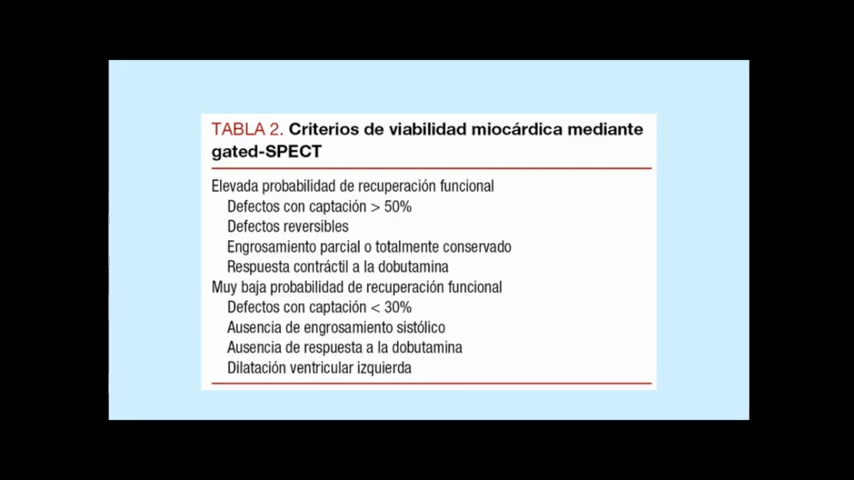 TABLA 2. Criterios de viabilidad miocárdica mediante
gated-SPECT
Elevada probabilidad de recuperación funcional
Defectos con captación > 50%
Defectos reversibles
Engrosamiento parcial o totalmente conservado
Respuesta contráctil a la dobutamina
Muy baja probabilidad de recuperación funcional
Defectos con captación < 30%
Ausencia de engrosamiento sistólico
Ausencia de respuesta a la dobutamina
Dilatación ventricular izquierda